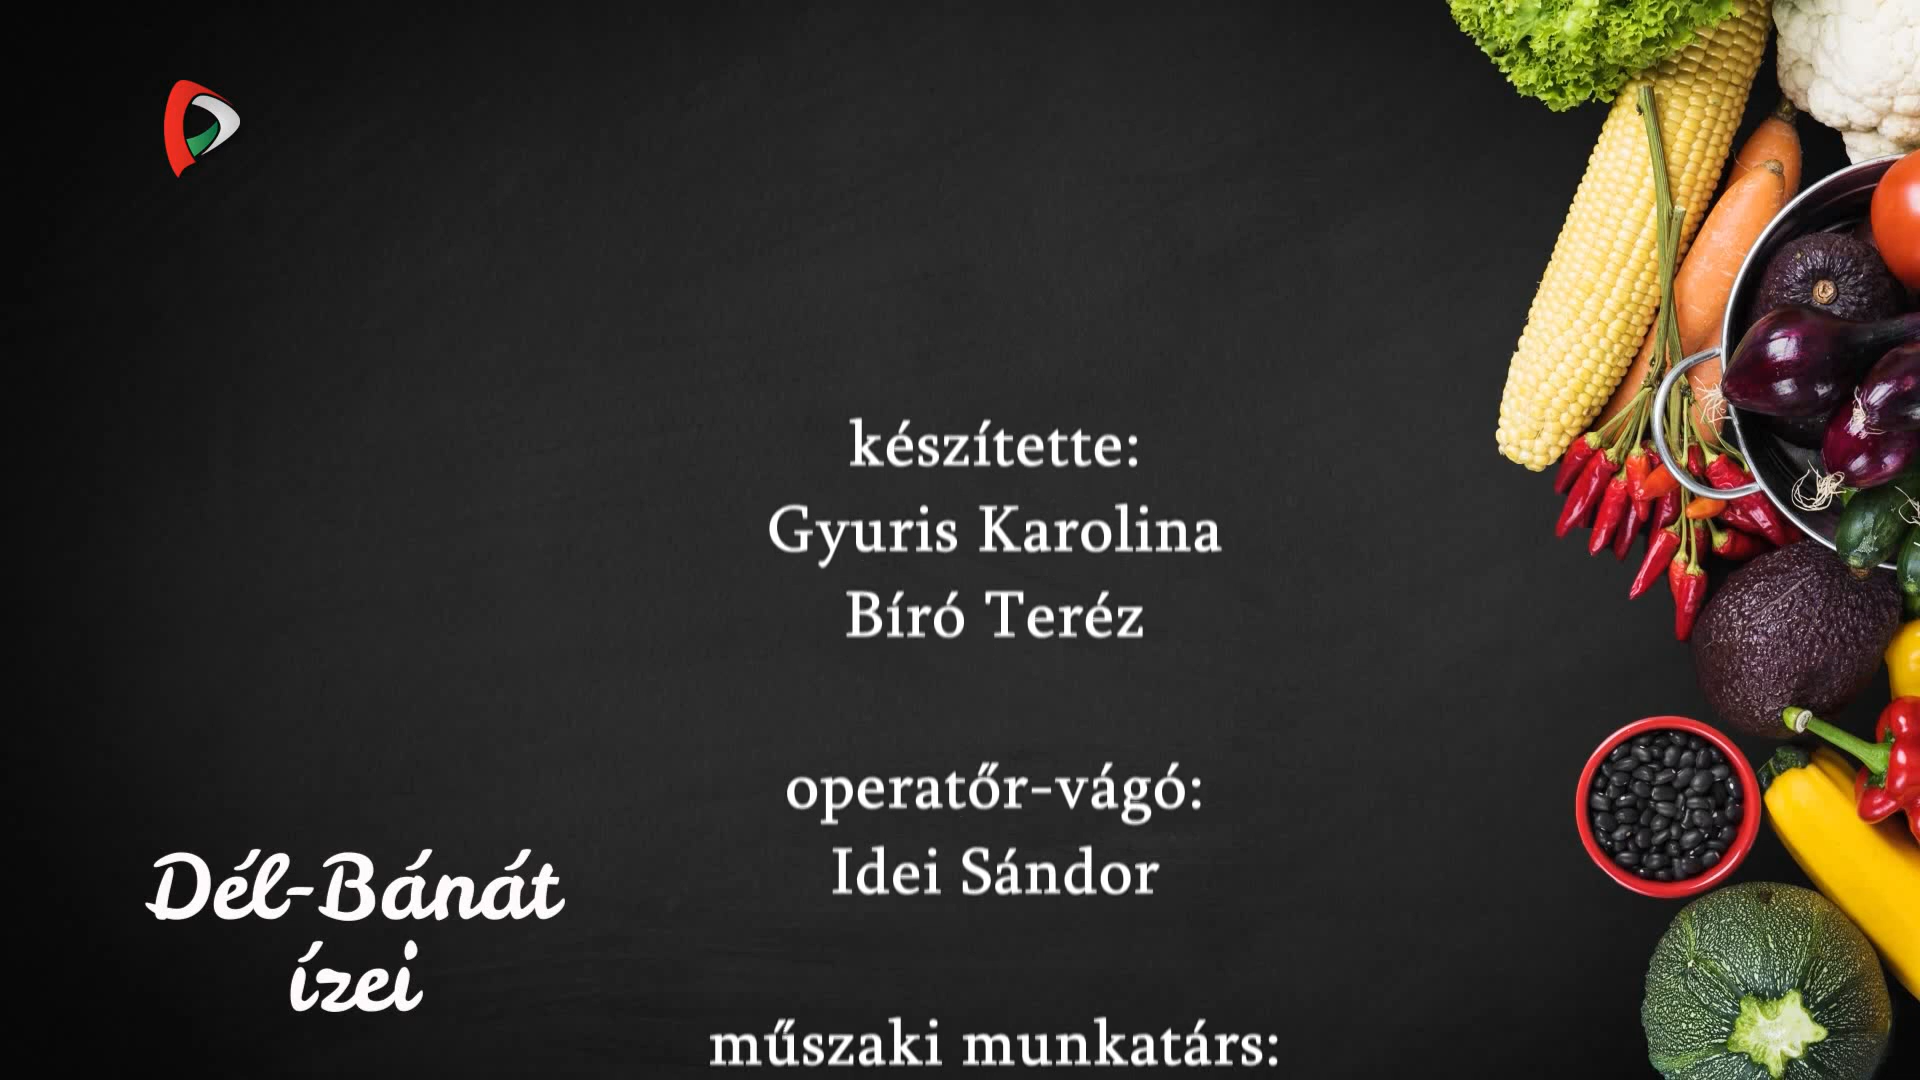 készítette:
Gyuris Karolina
Bíró Teréz
operatőr-vágó:
Idei Sándor
műszaki munkatárs:
Dél-Bánát
ízei